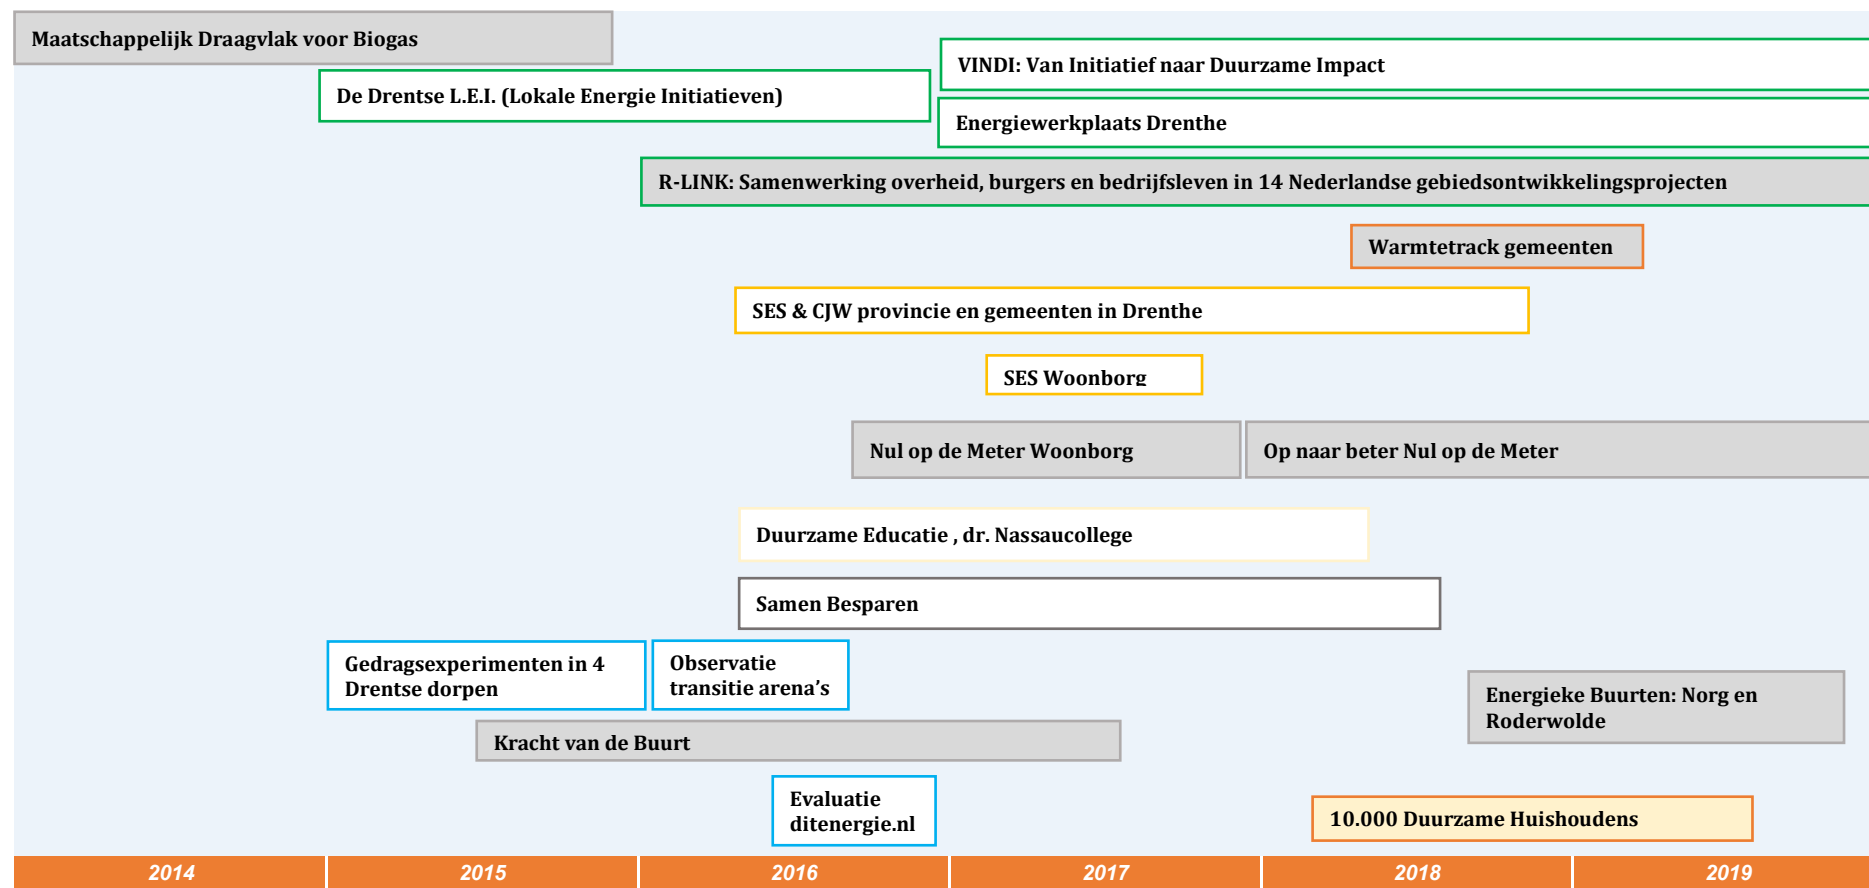 Maatschappelijk Draagvlak voor Biogas
VINDI: Van Initiatief naar Duurzame Impact
De Drentse L.E.I. (Lokale Energie Initiatieven)
Energiewerkplaats Drenthe
R-LINK: Samenwerking overheid, burgers en bedrijfsleven in 14 Nederlandse gebiedsontwikkelingsprojecten
Warmtetrack gemeenten
SES & CJW provincie en gemeenten in Drenthe
SES Woonborg
Nul op de Meter Woonborg
Op naar beter Nul op de Meter
Duurzame Educatie , dr. Nassaucollege
Samen Besparen
Gedragsexperimenten in 4
Drentse dorpen
Observatie
transitie arena’s
Energieke Buurten: Norg en
Roderwolde
Kracht van de Buurt
Evaluatie
ditenergie.nl
10.000 Duurzame Huishoudens
2014 2015 2016 2017 2018 2019